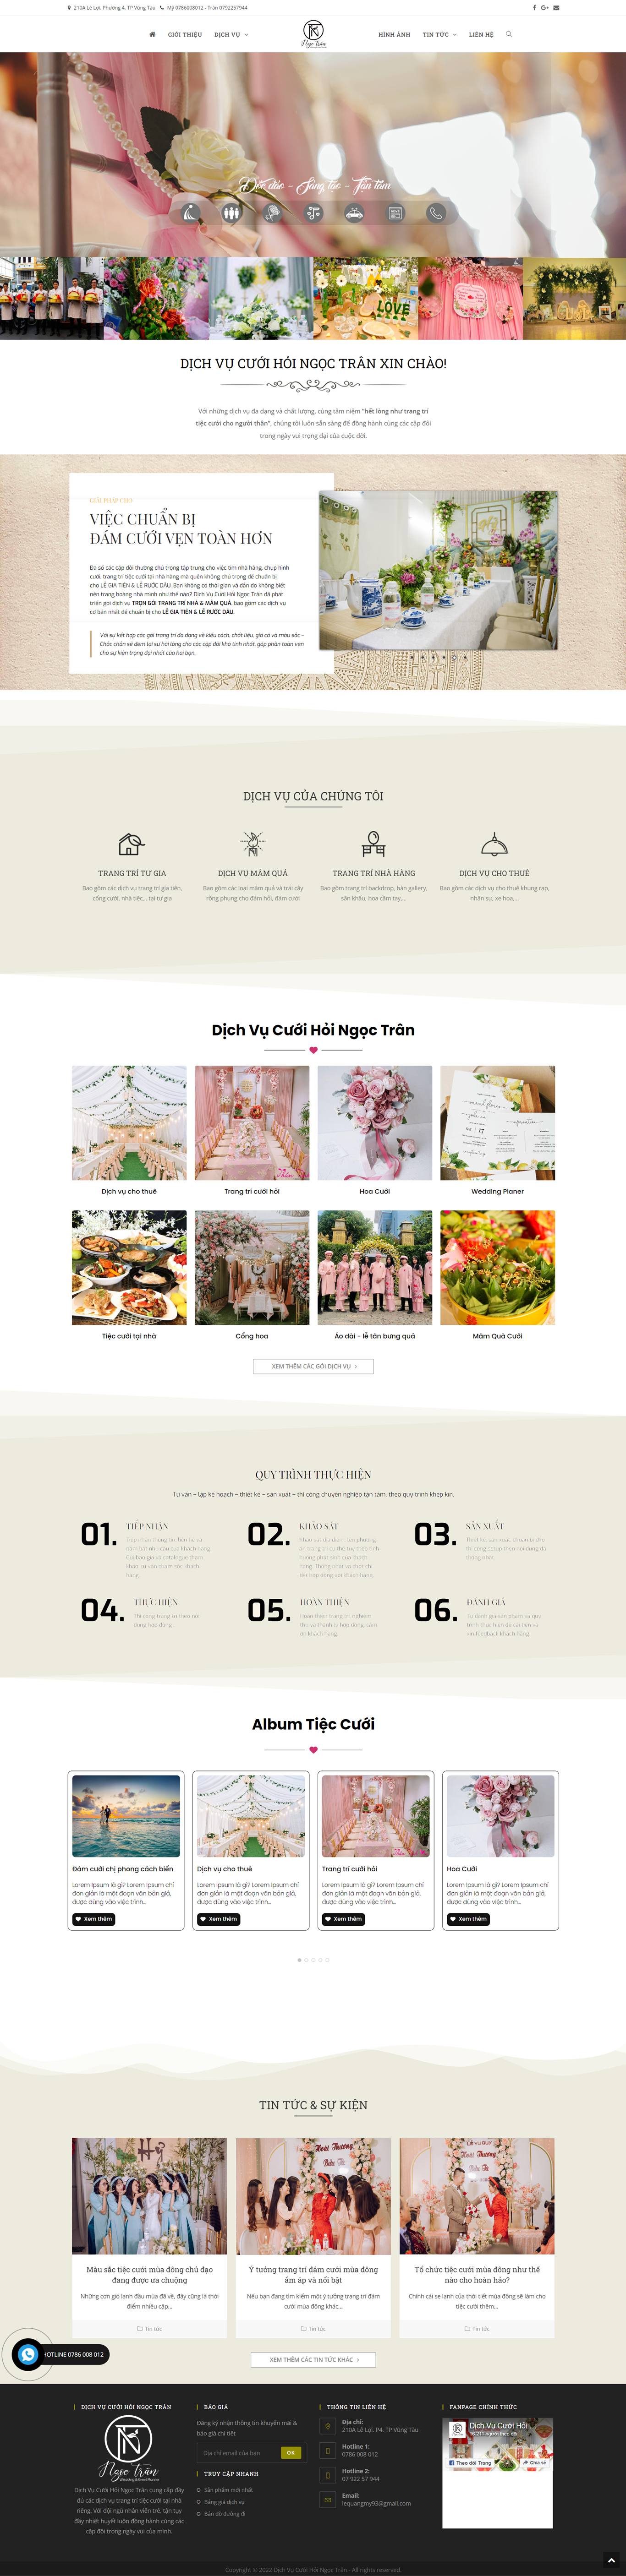 210A Lê Lợi. Phường 4. TP Vũng Tàu
Mỹ 0786008012 - Trân 0792257944
GIỚI THIỆU
DỊCH VỤ
Ngọc Trân
HÌNH ẢNH
TIN TỨC
LIÊN HỆ
Độc đáo - Sáng tạo - Tận tâm
LOVE
DỊCH VỤ CƯỚI HỎI NGỌC TRÂN XIN CHÀO!
Với những dịch vụ đa dạng và chất lượng, cùng tâm niệm "hết lòng như trang trí
tiệc cưới cho người thân", chúng tôi luôn sẵn sàng để đồng hành cùng các cặp đôi
trong ngày vui trọng đại của cuộc đời.
GIẢI PHÁP CHO
VIỆC CHUẨN BỊ
ĐÁM CƯỚI VẸN TOÀN HƠN
Đa số các cặp đôi thường chú trọng tập trung cho việc tìm nhà hàng, chụp hình
cưới, trang trí tiệc cưới tại nhà hàng mà quên không chú trọng để chuẩn bị
cho LỄ GIA TIÊN & LỄ RƯỚC DÂU. Bạn không có thời gian và đắn đo không biết
nên trang hoàng nhà mình như thế nào? Dịch Vụ Cưới Hỏi Ngọc Trân đã phát
triển gói dịch vụ TRỌN GÓI TRANG TRÍ NHÀ & MÂM QUẢ, bao gồm các dịch vụ
cơ bản nhất để chuẩn bị cho LỄ GIA TIÊN & LỄ RƯỚC DÂU.
Với sự kết hợp các gói trang trí đa dạng về kiểu cách, chất liệu, giá cả và màu sắc -
Chắc chắn sẽ đem lại sự hài lòng cho các cặp đôi khó tính nhất, góp phần toàn vẹn
cho sự kiện trọng đại nhất của hai bạn.
DỊCH VỤ CỦA CHÚNG TÔI
TRANG TRÍ TƯ GIA
Bao gồm các dịch vụ trang trí gia tiên,
cổng cưới, nhà tiệc,...tại tư gia
DỊCH VỤ MÂM QUẢ
Bao gồm các loại mâm quả và trái cây
rồng phụng cho đám hỏi, đám cưới
TRANG TRÍ NHÀ HÀNG
Bao gồm trang trí backdrop, bàn gallery,
sân khấu, hoa cầm tay,...
DỊCH VỤ CHO THUÊ
Bao gồm các dịch vụ cho thuê khung rạp,
nhân sự, xe hoa,...
Dịch Vụ Cưới Hỏi Ngọc Trân
Dịch vụ cho thuê
Trang trí cưới hỏi
Hoa Cưới
Wedding Planer
Tiệc cưới tại nhà
Cổng hoa
Áo dài - lễ tân bưng quả
Mâm Quả Cưới
XEM THÊM CÁC GÓI DỊCH VỤ
QUY TRÌNH THỰC HIỆN
Tư vấn – lập kế hoạch – thiết kế – sản xuất – thi công chuyên nghiệp tận tâm, theo quy trình khép kín.
01.
TIẾP NHẬN
02.
KHẢO SÁT
03.
SẢN XUẤT
04.
THỰC HIỆN
05.
HOÀN THIỆN
06.
ĐÁNH GIÁ
Album Tiệc Cưới
Đám cưới chị phong cách biển
Lorem Ipsum là gì? Lorem Ipsum chỉ
đơn giản là một đoạn văn bản giả,
được dùng vào việc trình...
Xem thêm
Dịch vụ cho thuê
Lorem Ipsum là gì? Lorem Ipsum chỉ
đơn giản là một đoạn văn bản giả,
được dùng vào việc trình...
Xem thêm
Trang trí cưới hỏi
Lorem Ipsum là gì? Lorem Ipsum chỉ
đơn giản là một đoạn văn bản giả,
được dùng vào việc trình...
Xem thêm
Hoa Cưới
Lorem Ipsum là gì? Lorem Ipsum chỉ
đơn giản là một đoạn văn bản giả,
được dùng vào việc trình...
Xem thêm
TIN TỨC & SỰ KIỆN
Màu sắc tiệc cưới mùa đông chủ đạo
đang được ưa chuộng
Những cơn gió lạnh đầu mùa đã về, đây cũng là thời
điểm nhiều cặp...
Tin tức
Ý tưởng trang trí đám cưới mùa đông
ấm áp và nổi bật
Nếu bạn đang tìm kiếm một ý tưởng trang trí đám
cưới mùa đông khác...
Tin tức
Tổ chức tiệc cưới mùa đông như thế
nào cho hoàn hảo?
Chính cái se lạnh của thời tiết mùa đông sẽ làm cho
tiệc cưới thêm...
Tin tức
XEM THÊM CÁC TIN TỨC KHÁC
HOTLINE 0786 008 012
DỊCH VỤ CƯỚI HỎI NGỌC TRÂN
Ngọc Trân
Wedding & Event Planner
Dịch Vụ Cưới Hỏi Ngọc Trân cung cấp đầy
đủ các dịch vụ trang trí tiệc cưới tại nhà
riêng. Với đội ngũ nhân viên trẻ, tận tụy
đầy nhiệt huyết luôn đồng hành cùng các
cặp đôi trong ngày vui của mình.
BÁO GIÁ
Đăng ký nhận thông tin khuyến mãi &
báo giá chi tiết
Địa chỉ email của bạn
OK
TRUY CẬP NHANH
Sản phẩm mới nhất
Bảng giá dịch vụ
Bản đồ đường đi
THÔNG TIN LIÊN HỆ
Địa chỉ:
210A Lê Lợi. P4. TP Vũng Tàu
Hotline 1:
0786 008 012
Hotline 2:
07 922 57 944
Email:
lequangmy93@gmail.com
FANPAGE CHÍNH THỨC
Dịch Vụ Cưới Hỏi...
người theo dõi
Theo dõi Trang
Chia sẻ
Copyright © 2022 Dịch Vụ Cưới Hỏi Ngọc Trân - All rights reserved.